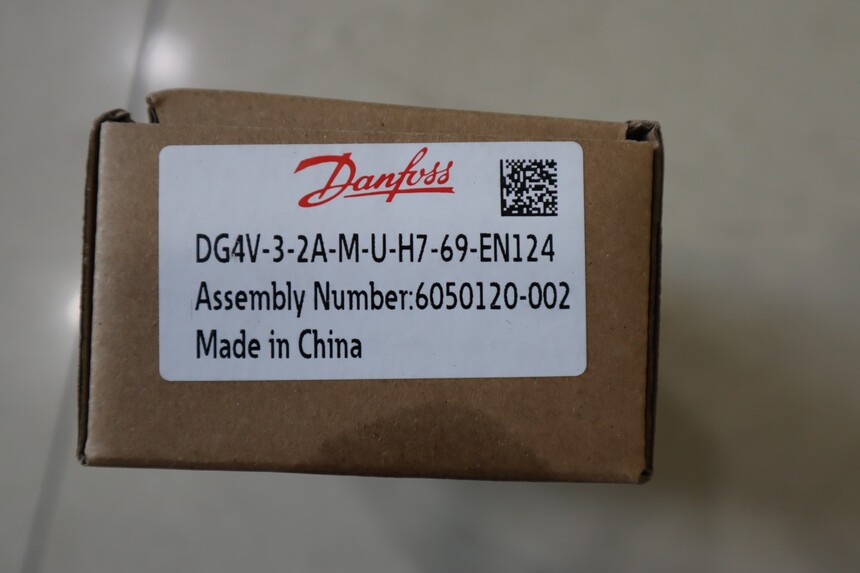 Danfoss
DG4V-3-2A-M-U-H7-69-EN124
Assembly Number:6050120-002
Made in China